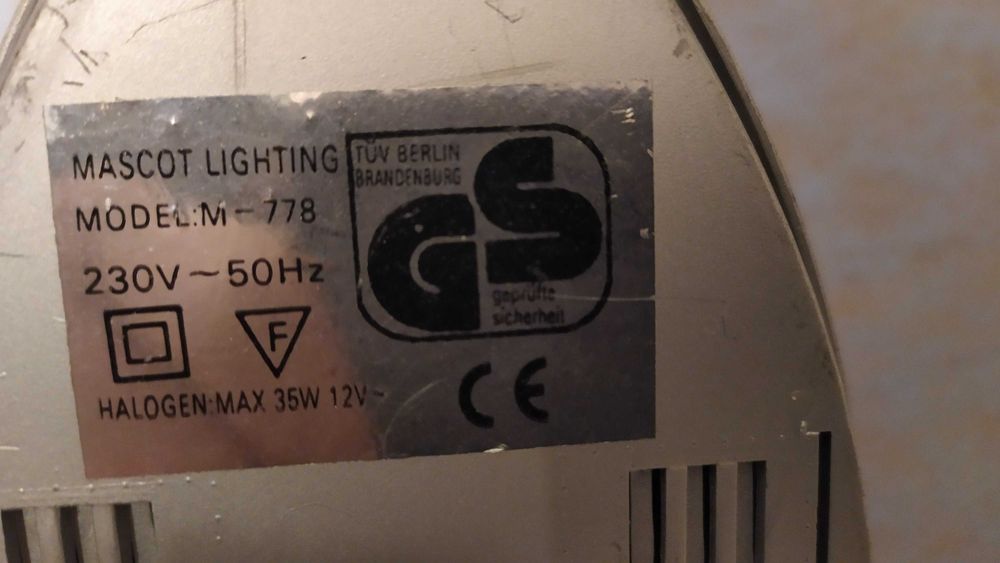 MASCOT LIGHTING
MODEL:M-778
230V~50Hz
F
HALOGEN:MAX 35W 12V~
TÜV BERLIN
BRANDENBURG
GS
geprüfte
sicherheit
CE